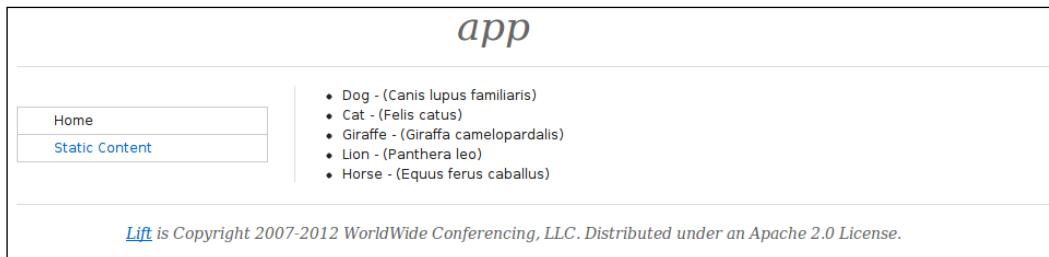 app
Home
Static Content
Dog - (Canis lupus familiaris)
Cat - (Felis catus)
Giraffe - (Giraffa camelopardalis)
Lion - (Panthera leo)
Horse - (Equus ferus caballus)
Lift is Copyright 2007-2012 WorldWide Conferencing, LLC. Distributed under an Apache 2.0 License.